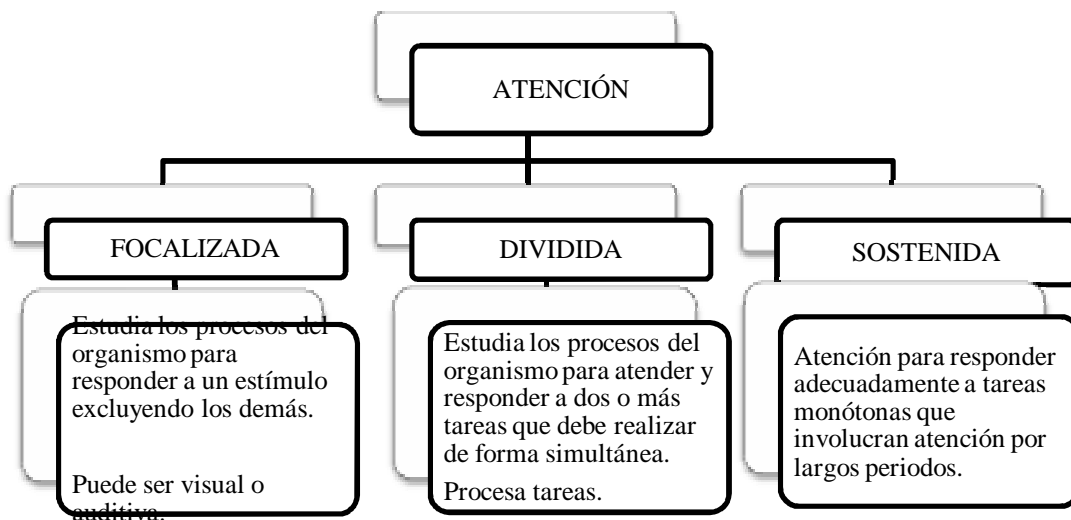 ATENCIÓN
FOCALIZADA
Estudia los procesos del
organismo para
responder a un estímulo
excluyendo los demás.
Puede ser visual o
auditiva.
DIVIDIDA
Estudia los procesos del
organismo para atender y
responder a dos o más
tareas que debe realizar
de forma simultánea.
Procesa tareas.
SOSTENIDA
Atención para responder
adecuadamente a tareas
monótonas que
involucran atención por
largos periodos.